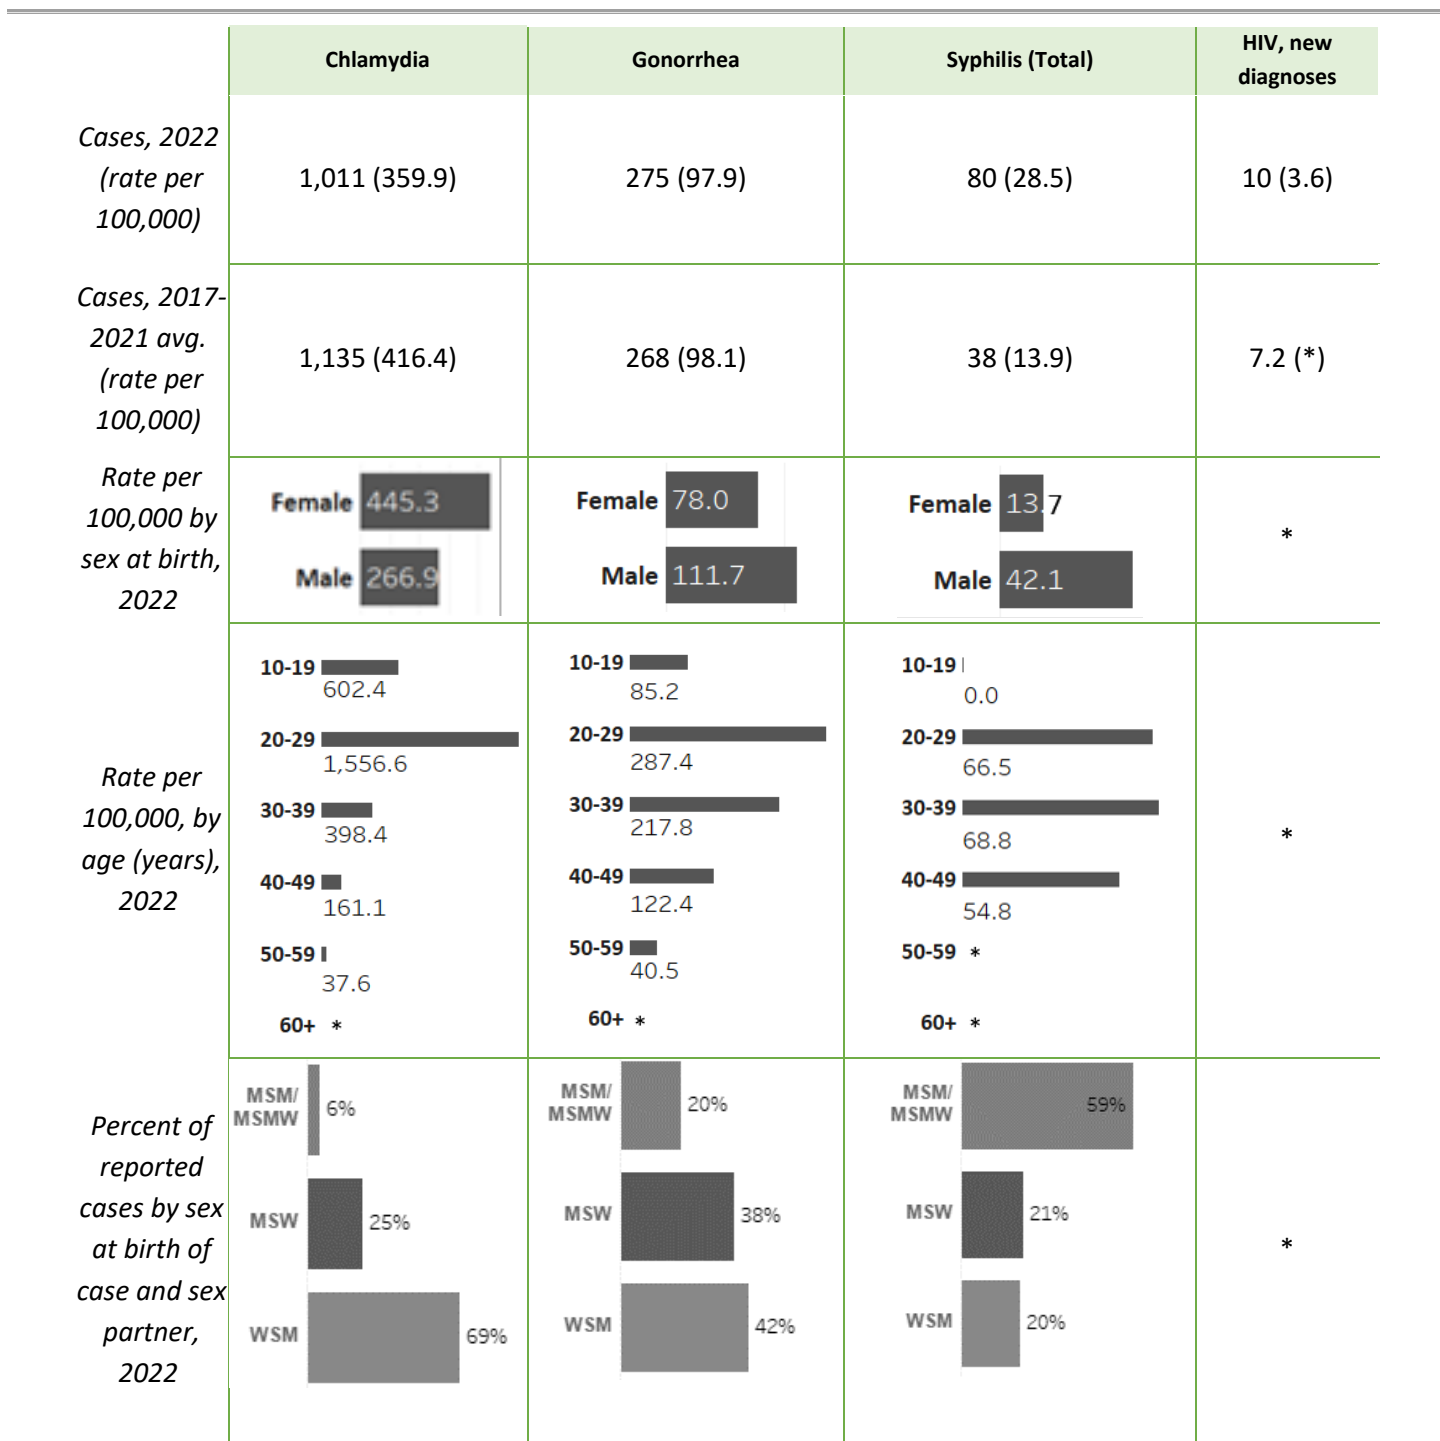 Chlamydia
Gonorrhea
Syphilis (Total)
HIV, new
diagnoses
Cases, 2022
(rate per
100,000)
1,011 (359.9)
275 (97.9)
80 (28.5)
10 (3.6)
Cases, 2017-
2021 avg.
(rate per
100,000)
1,135 (416.4)
268 (98.1)
38 (13.9)
7.2 (*)
Rate per
100,000 by
sex at birth,
2022
Female 445.3
Male 266.9
Female 78.0
Male 111.7
Female 13.7
Male 42.1
*
Rate per
100,000, by
age (years),
2022
10-19
602.4
20-29
1,556.6
30-39
398.4
40-49
161.1
50-59
37.6
60+ *
10-19
85.2
20-29
287.4
30-39
217.8
40-49
122.4
50-59
40.5
60+ *
10-19
0.0
20-29
66.5
30-39
68.8
40-49
54.8
50-59 *
60+ *
*
Percent of
reported
cases by sex
at birth of
case and sex
partner,
2022
MSM/
MSMW
6%
MSW 25%
WSM 69%
MSM/
MSMW
20%
MSW 38%
WSM 42%
MSM/
MSMW
59%
MSW 21%
WSM 20%
*